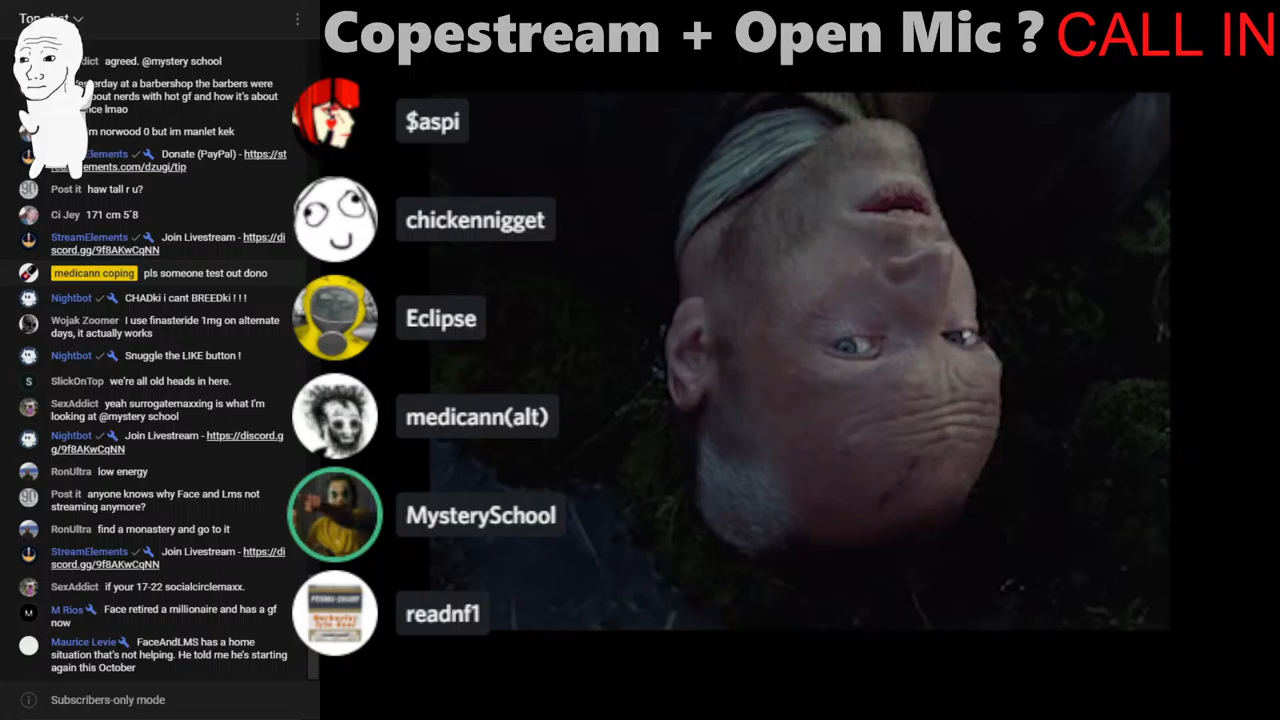 Copestream + Open Mic ? CALL IN
Top chat
agreed. @mystery school
yesterday at a barbershop the barbers were
about nerds with hot gf and how it's about
lmao
norwood 0 but im manlet kek
Donate (PayPal) - https://st
ements.com/dzugi/tip
Post it haw tall r u?
Ci Jey 171 cm 5´8
StreamElements Join Livestream - https://di
scord.gg/9f8AKwCqNN
medicann coping pls someone test out dono
Nightbot CHADki i cant BREEDki ! ! !
Wojak Zoomer I use finasteride 1mg on alternate
days, it actually works
Nightbot Snuggle the LIKE button !
S SlickOnTop we're all old heads in here.
SexAddict yeah surrogatemaxxing is what I'm
looking at @mystery school
Nightbot Join Livestream - https://discord.g
g/9f8AKwCqNN
RonUltra low energy
Post it anyone knows why Face and Lms not
streaming anymore?
RonUltra find a monastery and go to it
StreamElements Join Livestream - https://di
scord.gg/9f8AKwCqNN
SexAddict if your 17-22 socialcirclemaxx.
M M Rios Face retired a millionaire and has a gf
now
Maurice Levie FaceAndLMS has a home
situation that's not helping. He told me he's starting
again this October
Subscribers-only mode
$aspi
chickennigget
Eclipse
medicann(alt)
MysterySchool
readnf1